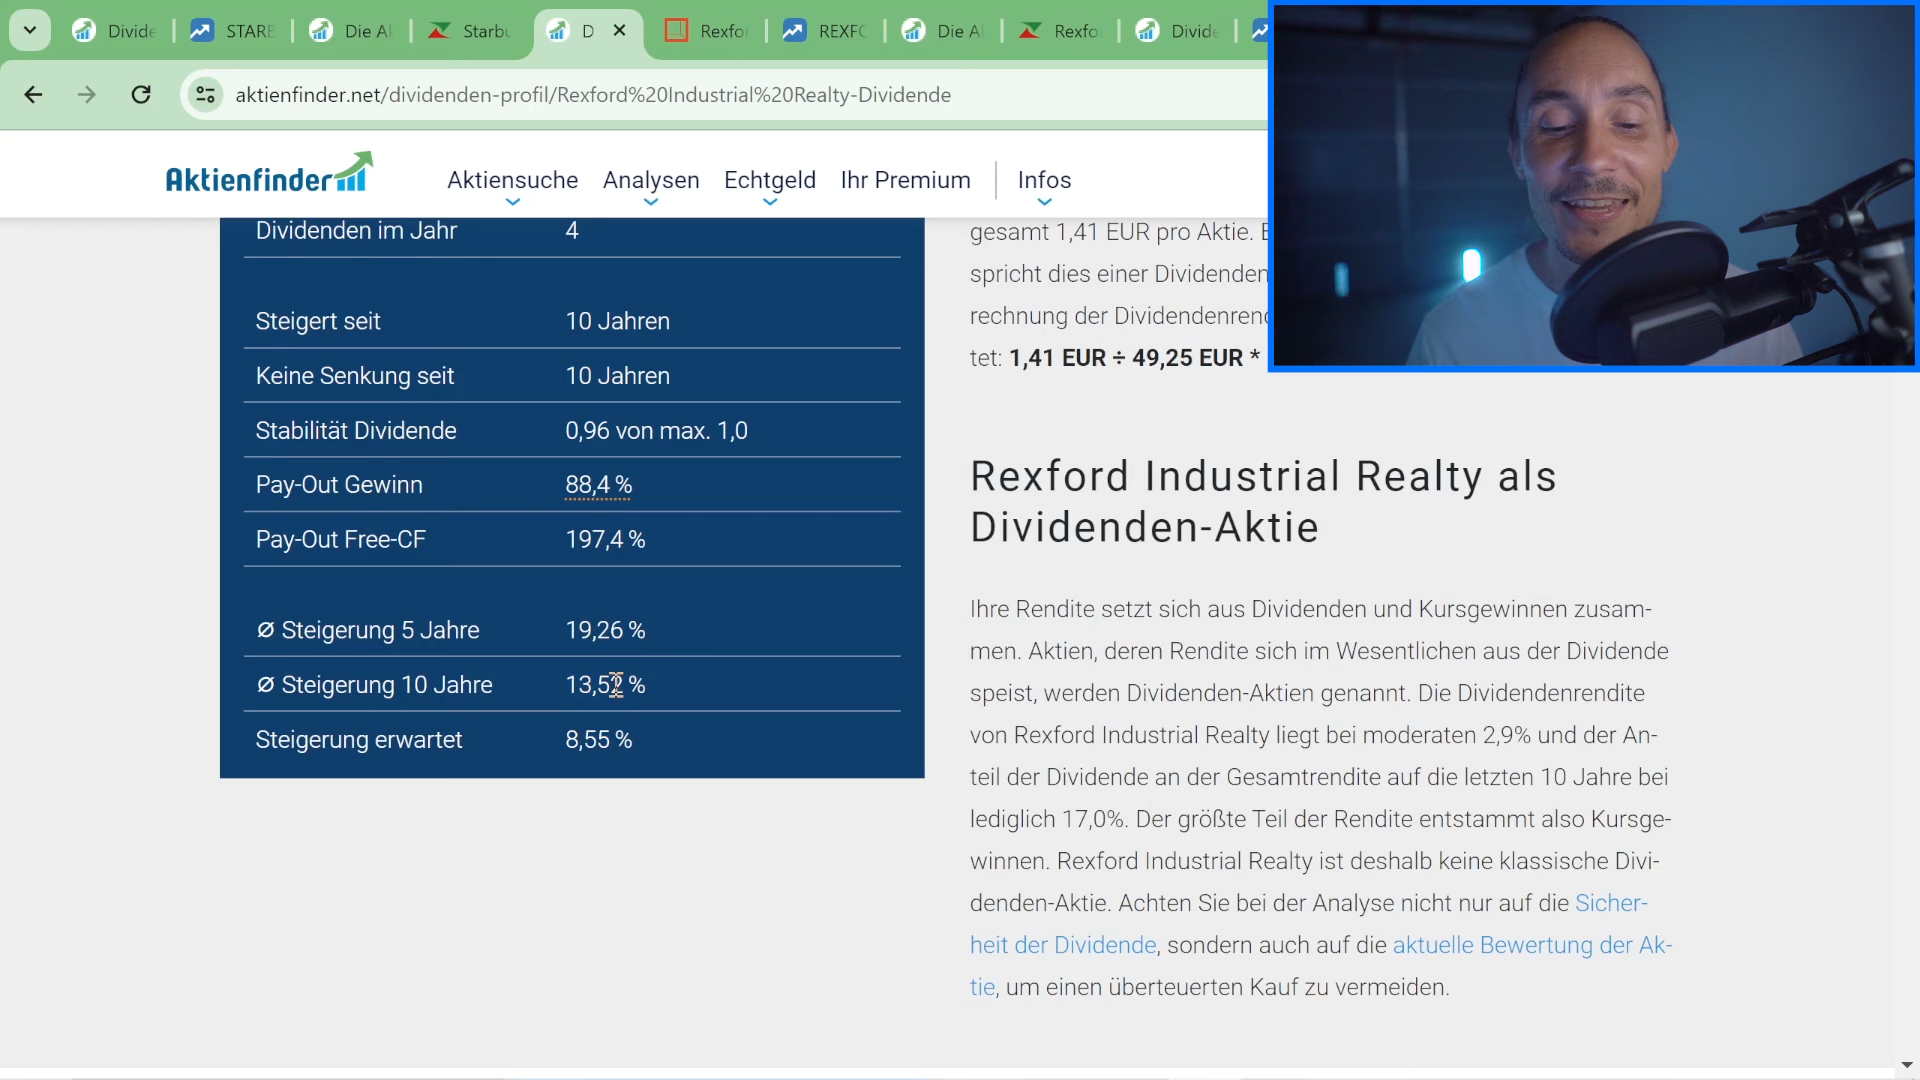 Divide
STARB
Die Al
Starbu
D
Rexfor
REXFO
Die A
Rexfo
Divide
aktienfinder.net/dividenden-profil/Rexford%20Industrial%20Realty-Dividende
Aktienfinder
Aktiensuche
Analysen
Echtgeld
Ihr Premium
Infos
Dividenden im Jahr 4
Steigert seit 10 Jahren
Keine Senkung seit 10 Jahren
Stabilität Dividende 0,96 von max. 1,0
Pay-Out Gewinn 88,4 %
Pay-Out Free-CF 197,4 %
Ø Steigerung 5 Jahre 19,26 %
Ø Steigerung 10 Jahre 13,52 %
Steigerung erwartet 8,55 %
gesamt 1,41 EUR pro Aktie.
spricht dies einer Dividenden
rechnung der Dividendenrend
tet: 1,41 EUR ÷ 49,25 EUR *
Rexford Industrial Realty als
Dividenden-Aktie
Ihre Rendite setzt sich aus Dividenden und Kursgewinnen zusam-
men. Aktien, deren Rendite sich im Wesentlichen aus der Dividende
speist, werden Dividenden-Aktien genannt. Die Dividendenrendite
von Rexford Industrial Realty liegt bei moderaten 2,9% und der An-
teil der Dividende an der Gesamtrendite auf die letzten 10 Jahre bei
lediglich 17,0%. Der größte Teil der Rendite entstammt also Kursge-
winnen. Rexford Industrial Realty ist deshalb keine klassische Divi-
denden-Aktie. Achten Sie bei der Analyse nicht nur auf die Sicher-
heit der Dividende, sondern auch auf die aktuelle Bewertung der Ak-
tie, um einen überteuerten Kauf zu vermeiden.